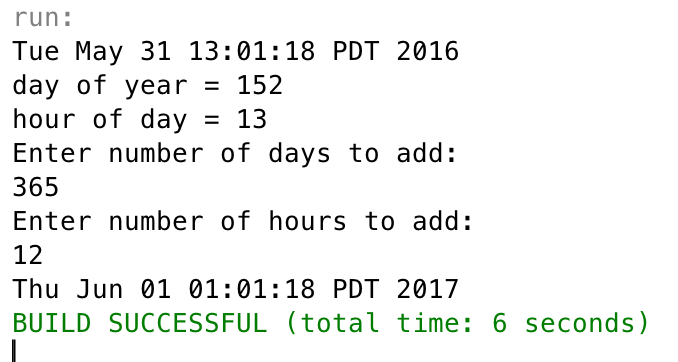 run:
Tue May 31 13:01:18 PDT 2016
day of year = 152
hour of day = 13
Enter number of days to add:
365
Enter number of hours to add:
12
Thu Jun 01 01:01:18 PDT 2017
BUILD SUCCESSFUL (total time: 6 seconds)